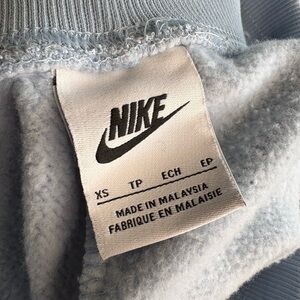 NIKE
XS TP ECH EP
MADE IN MALAYSIA
FABRIQUE EN MALAISIE